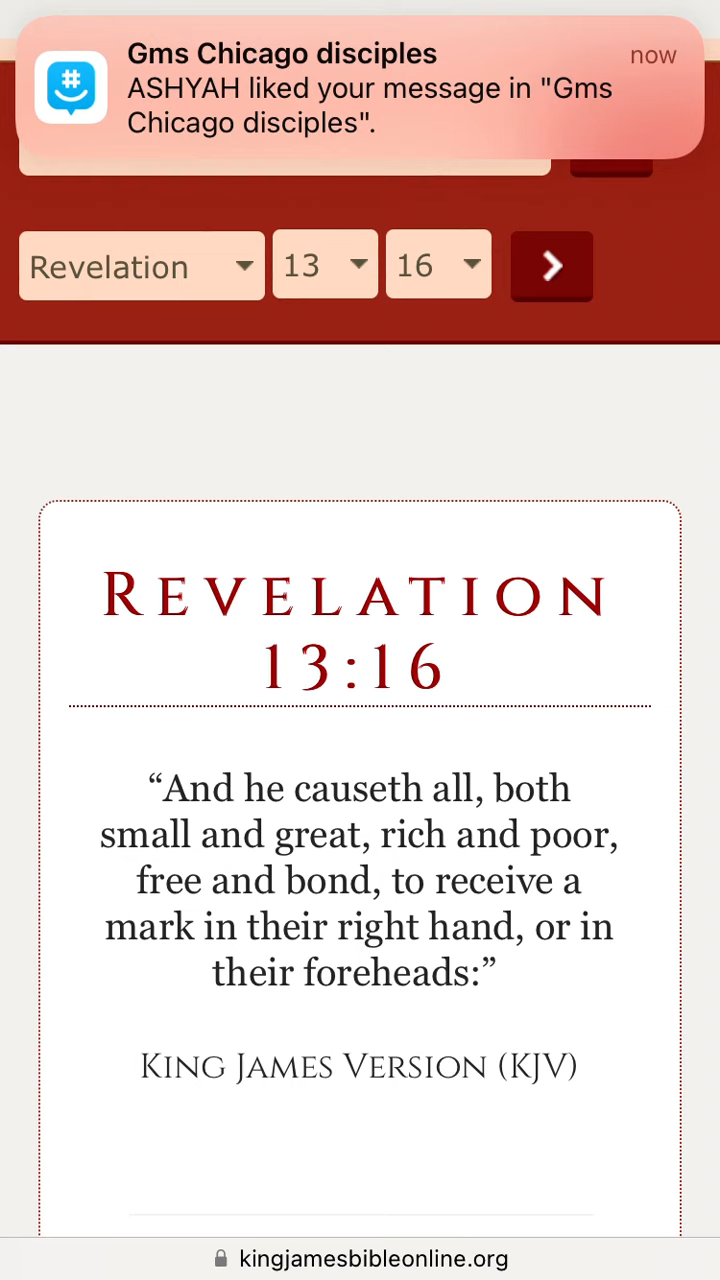 Gms Chicago disciples
now
ASHYAH liked your message in "Gms
Chicago disciples".
Revelation 13 16
REVELATION
13:16
“And he causeth all, both
small and great, rich and poor,
free and bond, to receive a
mark in their right hand, or in
their foreheads:”
King James Version (KJV)
kingjamesbibleonline.org